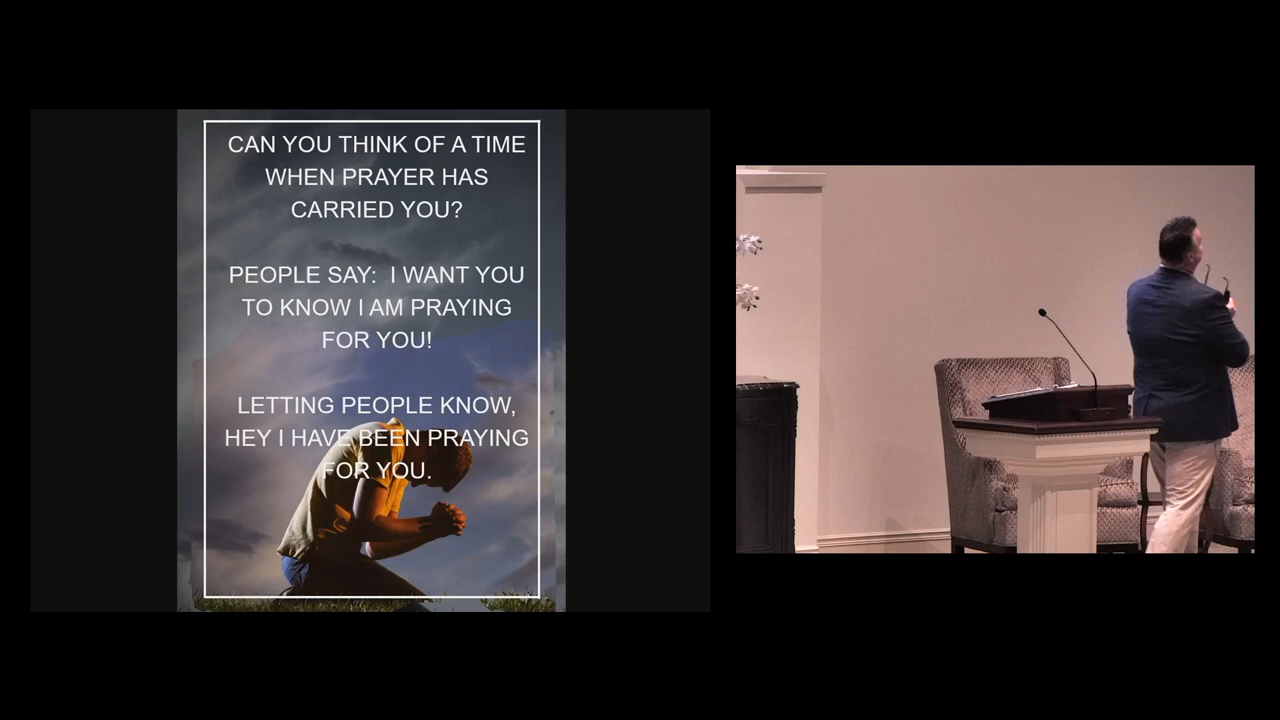 CAN YOU THINK OF A TIME
WHEN PRAYER HAS
CARRIED YOU?
PEOPLE SAY:  I WANT YOU
TO KNOW I AM PRAYING
FOR YOU!
LETTING PEOPLE KNOW,
HEY I HAVE BEEN PRAYING
FOR YOU.